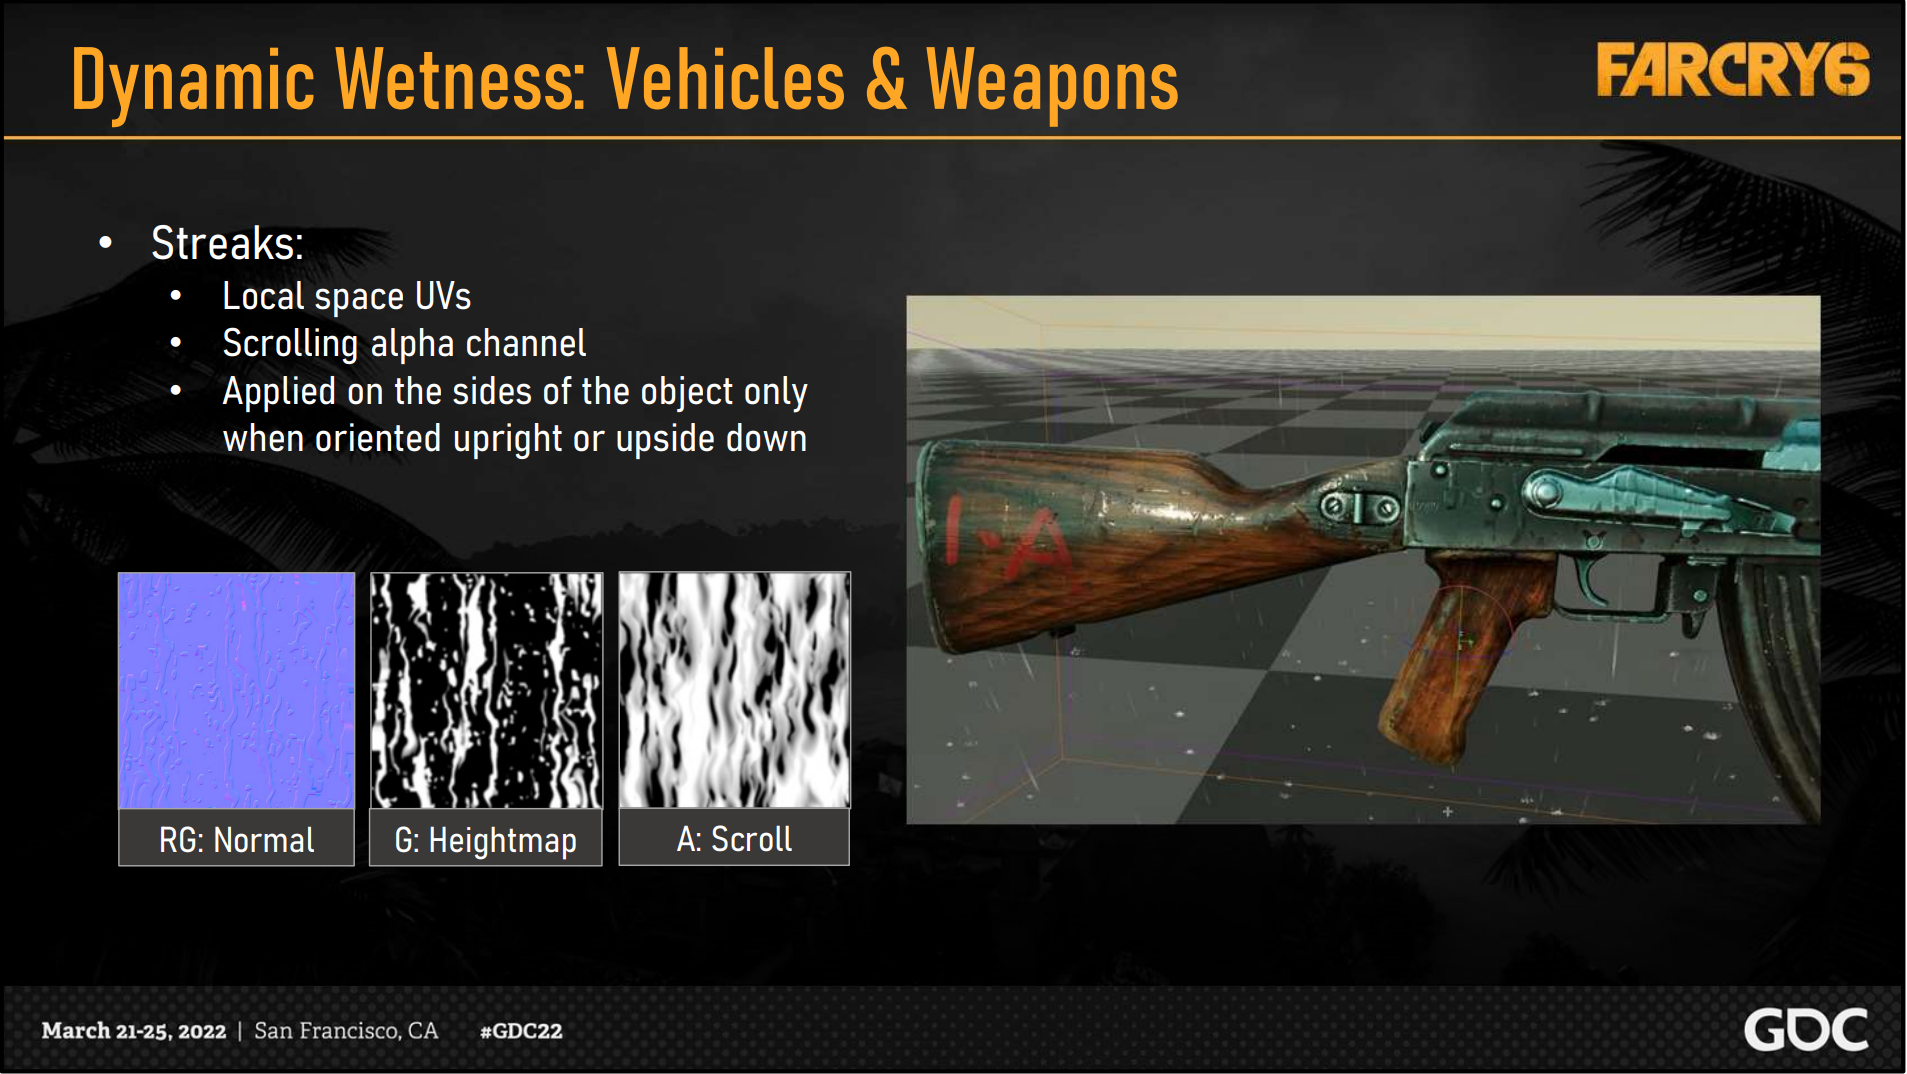 Dynamic Wetness: Vehicles & Weapons
FARCRY6
• Streaks:
• Local space UVs
• Scrolling alpha channel
• Applied on the sides of the object only
when oriented upright or upside down
I-A
RG: Normal
G: Heightmap
A: Scroll
March 21-25, 2022 | San Francisco, CA #GDC22
GDC